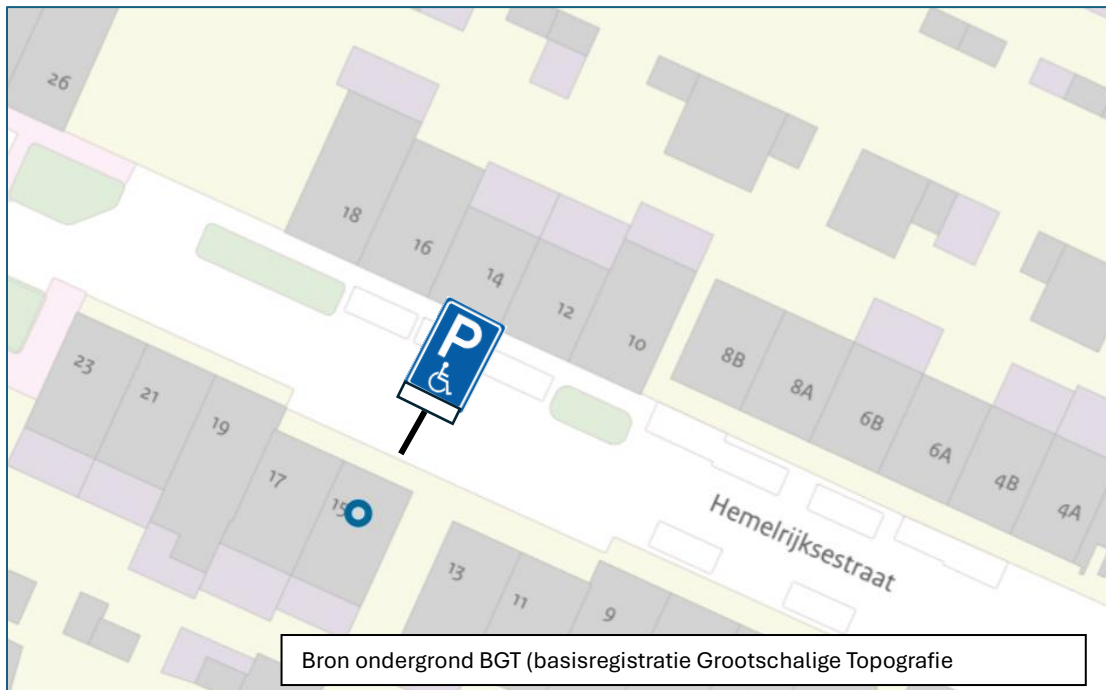 26
18
16
14
12
10
8B
8A
6B
6A
4B
4A
P
23
21
19
17
15
13
11
9
Hemelrijksestraat
Bron ondergrond BGT (basisregistratie Grootschalige Topografie